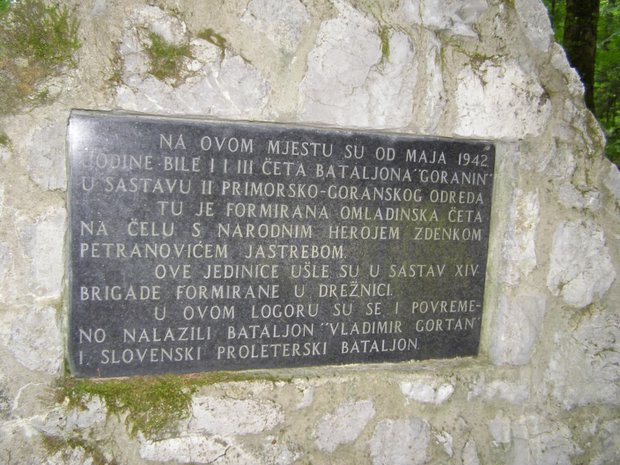 NA OVOM MJESTU SU OD MAJA 1942.
GODINE BILE I I III ČETA BATALJONA "GORANIN"
U SASTAVU II PRIMORSKO-GORANSKOG ODREDA
TU JE FORMIRANA OMLADINSKA ČETA
NA ČELU S NARODNIM HEROJEM ZDENKOM
PETRANOVIĆEM JASTREBOM.
OVE JEDINICE UŠLE SU U SASTAV XIV
BRIGADE FORMIRANE U DREŽNICI.
U OVOM LOGORU SU SE I POVREME-
NO NALAZILI BATALJON "VLADIMIR GORTAN"
I. SLOVENSKI PROLETERSKI BATALJON.